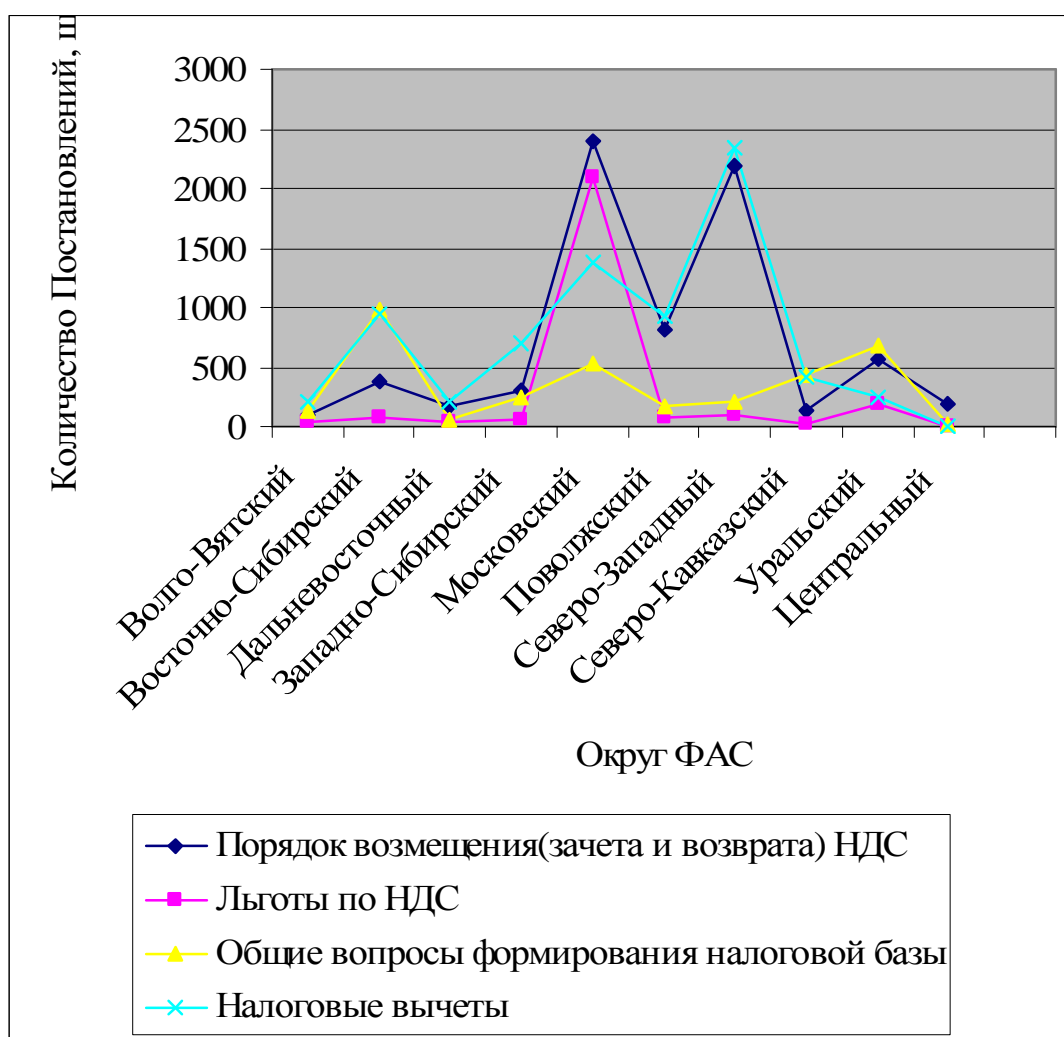 Количество Постановлений, ш
3000
2500
2000
1500
1000
500
0
Волго-Вятский
Восточно-Сибирский
Дальневосточный
Западно-Сибирский
Московский
Поволжский
Северо-Западный
Северо-Кавказский
Уральский
Центральный
Округ ФАС
Порядок возмещения(зачета и возврата) НДС
Льготы по НДС
Общие вопросы формирования налоговой базы
Налоговые вычеты